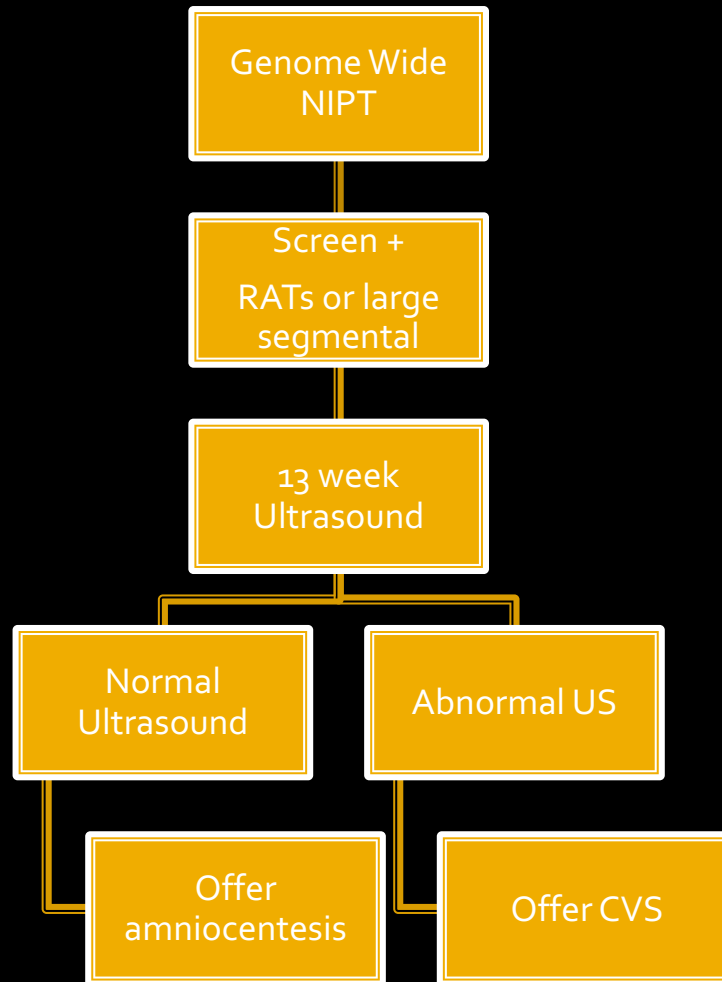 Genome Wide
NIPT
Screen +
RATs or large
segmental
13 week
Ultrasound
Normal
Ultrasound
Abnormal US
Offer
amniocentesis
Offer CVS